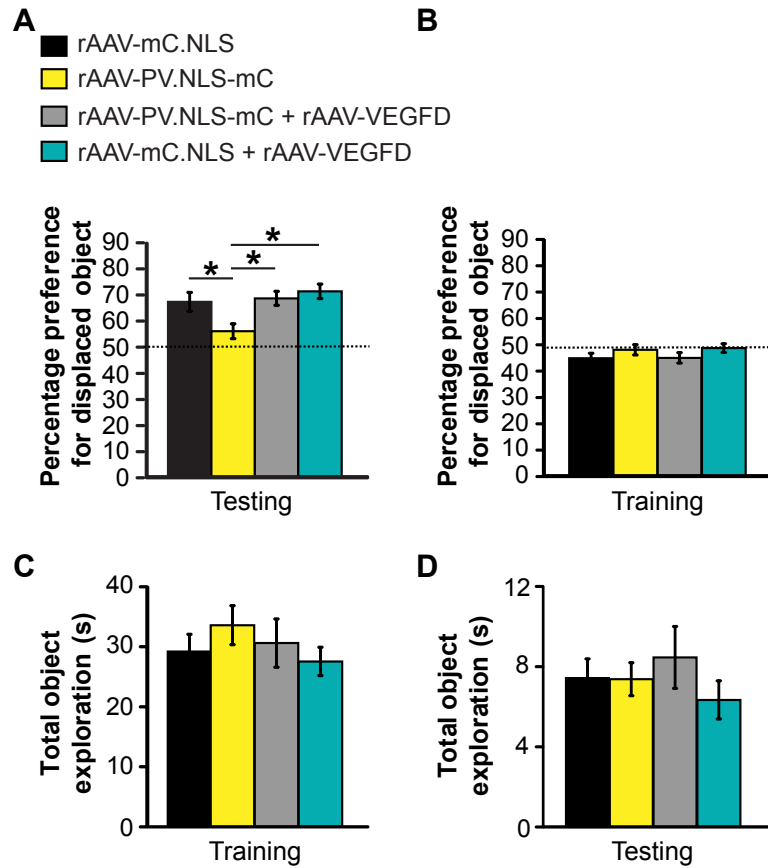 A
B
rAAV-mC.NLS
rAAV-PV.NLS-mC
rAAV-PV.NLS-mC + rAAV-VEGFD
rAAV-mC.NLS + rAAV-VEGFD
Percentage preference
for displaced object
90
80
70
60
50
40
30
20
10
0
*
*
*
Testing
Percentage preference
for displaced object
90
80
70
60
50
40
30
20
10
0
Training
C
Total object
exploration (s)
40
30
20
10
0
Training
D
Total object
exploration (s)
12
8
4
0
Testing